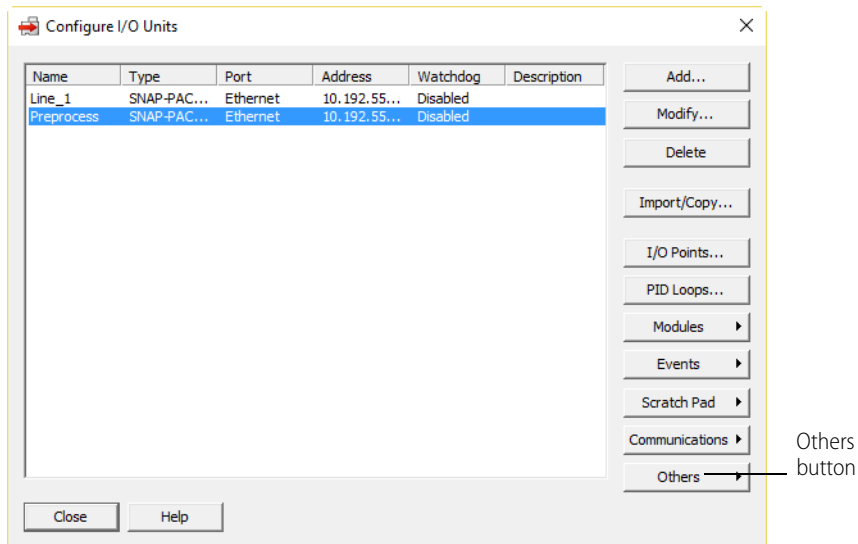 Configure I/O Units
Name Type Port Address Watchdog Description
Line_1 SNAP-PAC... Ethernet 10.192.55... Disabled
Preprocess SNAP-PAC... Ethernet 10.192.55... Disabled
Add...
Modify...
Delete
Import/Copy...
I/O Points...
PID Loops...
Modules
Events
Scratch Pad
Communications
Others
Others
button
Close Help